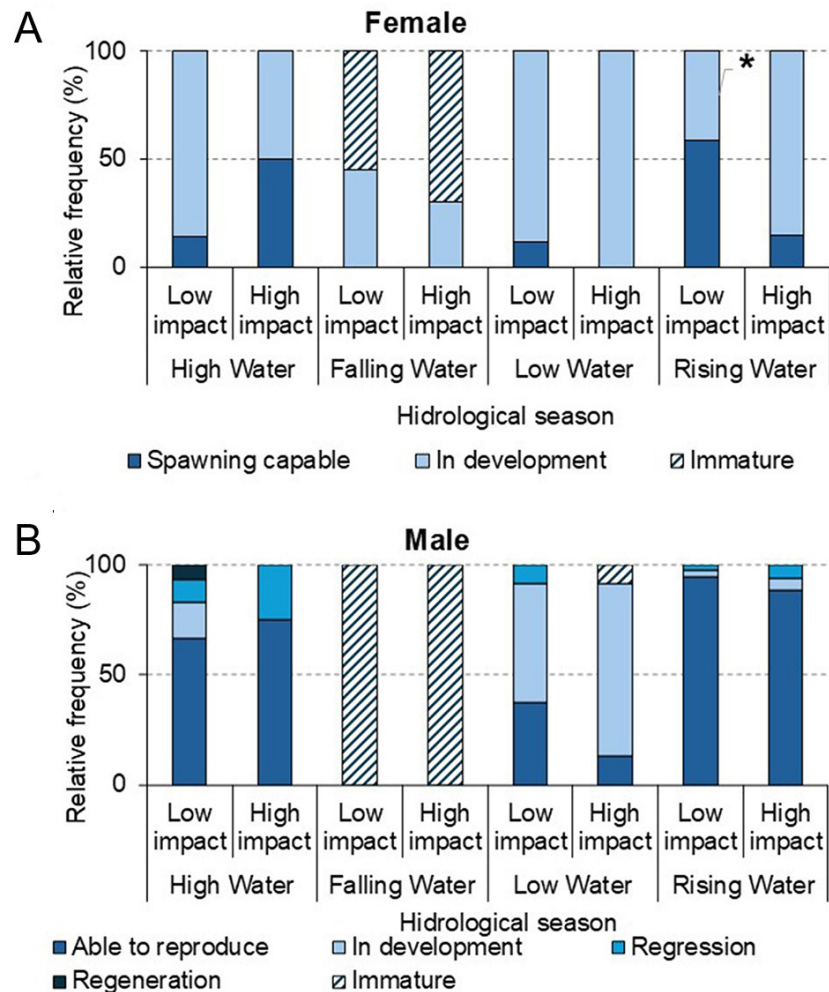 A
Female
Relative frequency (%)
100
50
0
*
Low impact High impact Low impact High impact Low impact High impact Low impact High impact
High Water Falling Water Low Water Rising Water
Hidrological season
Spawning capable In development Immature
B
Male
Relative frequency (%)
100
50
0
Low impact High impact Low impact High impact Low impact High impact Low impact High impact
High Water Falling Water Low Water Rising Water
Hidrological season
Able to reproduce In development Regression
Regeneration Immature